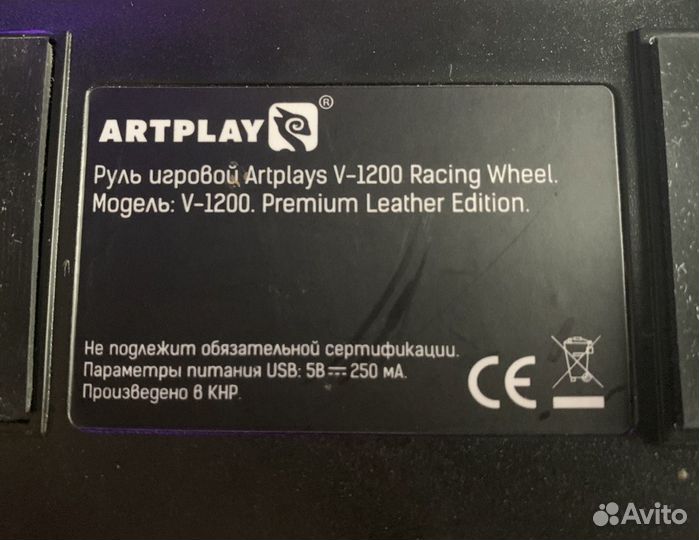 ARTPLAYS®
Руль игровой Artplays V-1200 Racing Wheel.
Модель: V-1200. Premium Leather Edition.
Не подлежит обязательной сертификации.
Параметры питания USB: 5В⎓250 мА.
Произведено в КНР.
CE
Avito